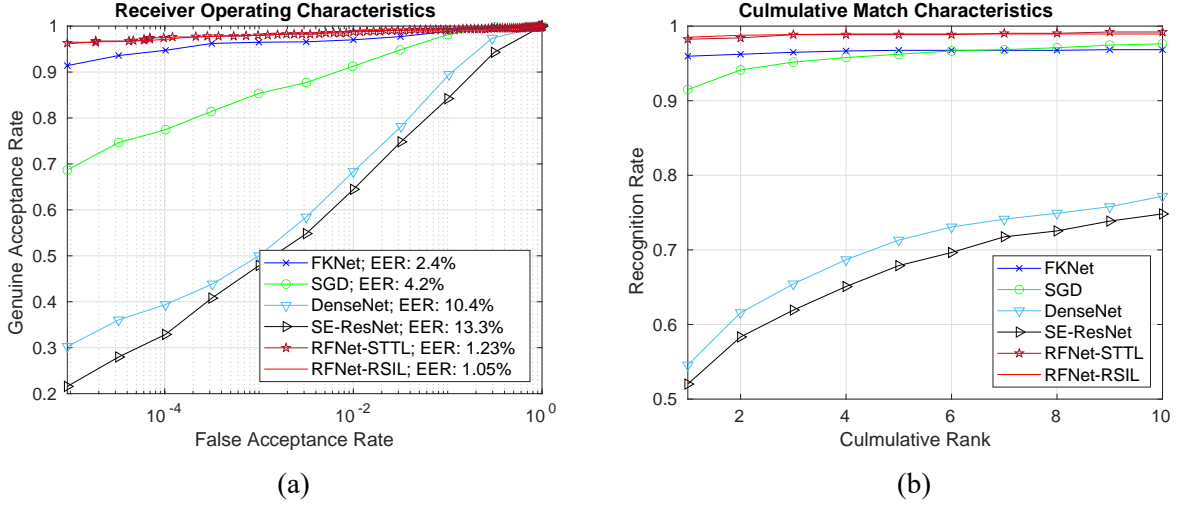 Receiver Operating Characteristics
Genuine Acceptance Rate
1
0.9
0.8
0.7
0.6
0.5
0.4
0.3
0.2
FKNet; EER: 2.4%
SGD; EER: 4.2%
DenseNet; EER: 10.4%
SE-ResNet; EER: 13.3%
RFNet-STTL; EER: 1.23%
RFNet-RSIL; EER: 1.05%
10^-4 10^-2 10^0
False Acceptance Rate
(a)
Culmulative Match Characteristics
Recognition Rate
1
0.9
0.8
0.7
0.6
0.5
FKNet
SGD
DenseNet
SE-ResNet
RFNet-STTL
RFNet-RSIL
2 4 6 8 10
Culmulative Rank
(b)